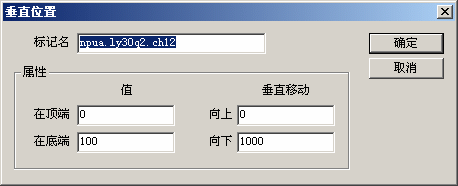 垂直位置
标记名 npua.ly30q2.ch12 确定
取消
属性
值 垂直移动
在顶端 0 向上 0
在底端 100 向下 1000